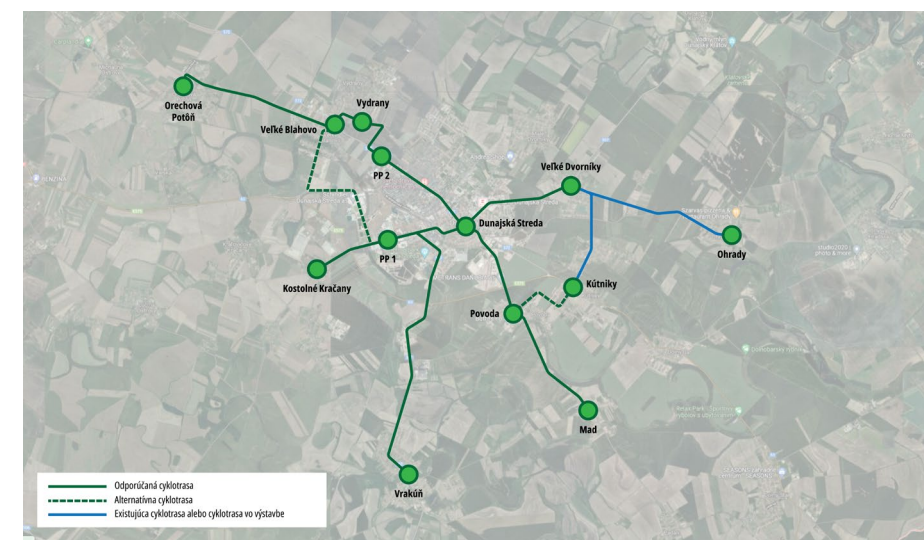 Orechová
Potôň
Veľké Blahovo
Vydrany
PP 2
Veľké Dvorníky
Dunajská Streda
PP 1
Kostolné Kračany
Ohrady
Kútniky
Povoda
Mad
Vrakúň
Odporúčaná cyklotrasa
Alternatívna cyklotrasa
Existujúca cyklotrasa alebo cyklotrasa vo výstavbe